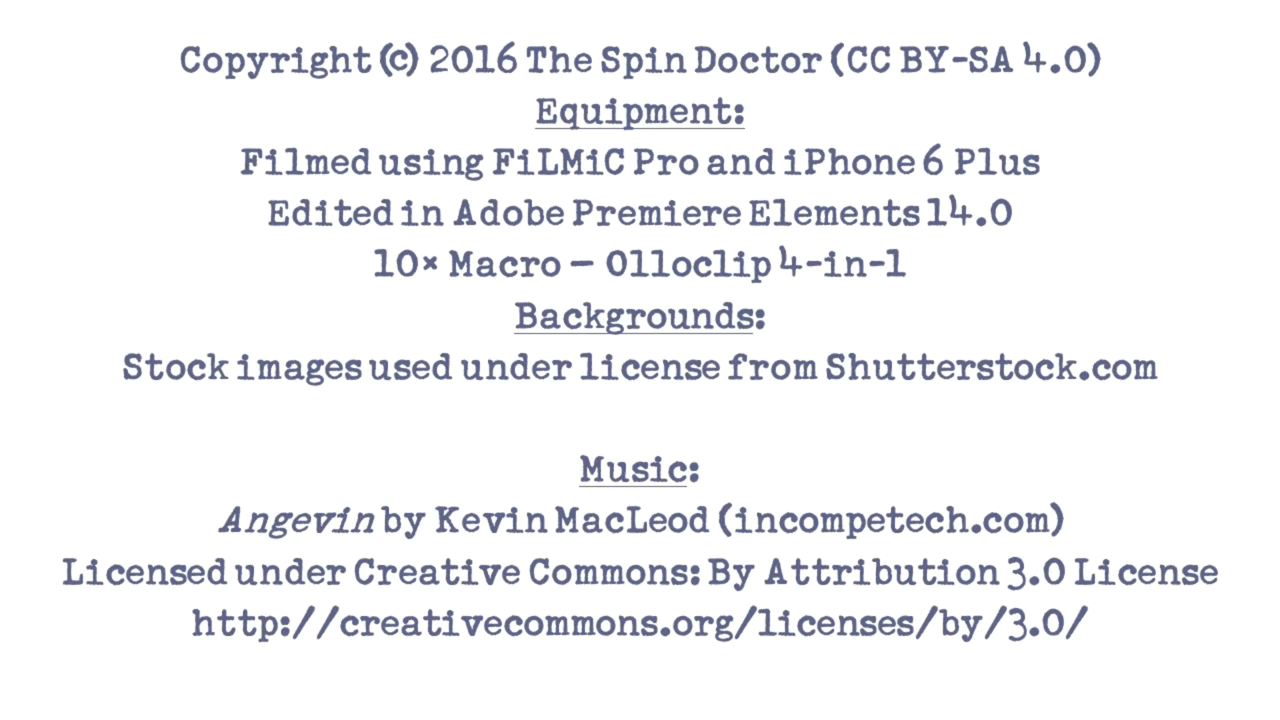 Copyright (c) 2016 The Spin Doctor (CC BY-SA 4.0)
Equipment:
Filmed using FiLMiC Pro and iPhone 6 Plus
Edited in Adobe Premiere Elements 14.0
10× Macro — Olloclip 4-in-1
Backgrounds:
Stock images used under license from Shutterstock.com
Music:
Angevin by Kevin MacLeod (incompetech.com)
Licensed under Creative Commons: By Attribution 3.0 License
http://creativecommons.org/licenses/by/3.0/